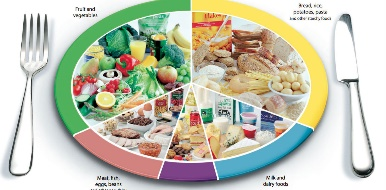 Fruit and
vegetables
Bread, rice,
potatoes, pasta
and other starchy foods
Meat, fish,
eggs, beans
Milk and
dairy foods